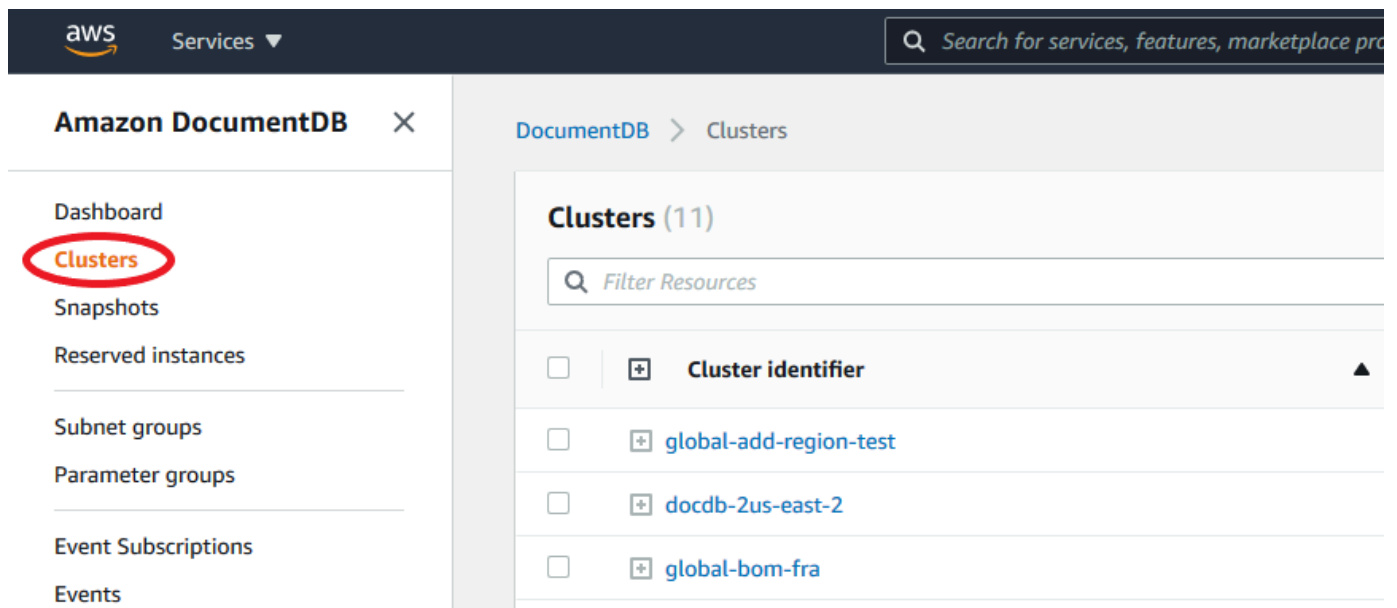 aws
Services ▼
Search for services, features, marketplace pro
Amazon DocumentDB
Dashboard
Clusters
Snapshots
Reserved instances
Subnet groups
Parameter groups
Event Subscriptions
Events
DocumentDB > Clusters
Clusters (11)
Filter Resources
Cluster identifier
global-add-region-test
docdb-2us-east-2
global-bom-fra